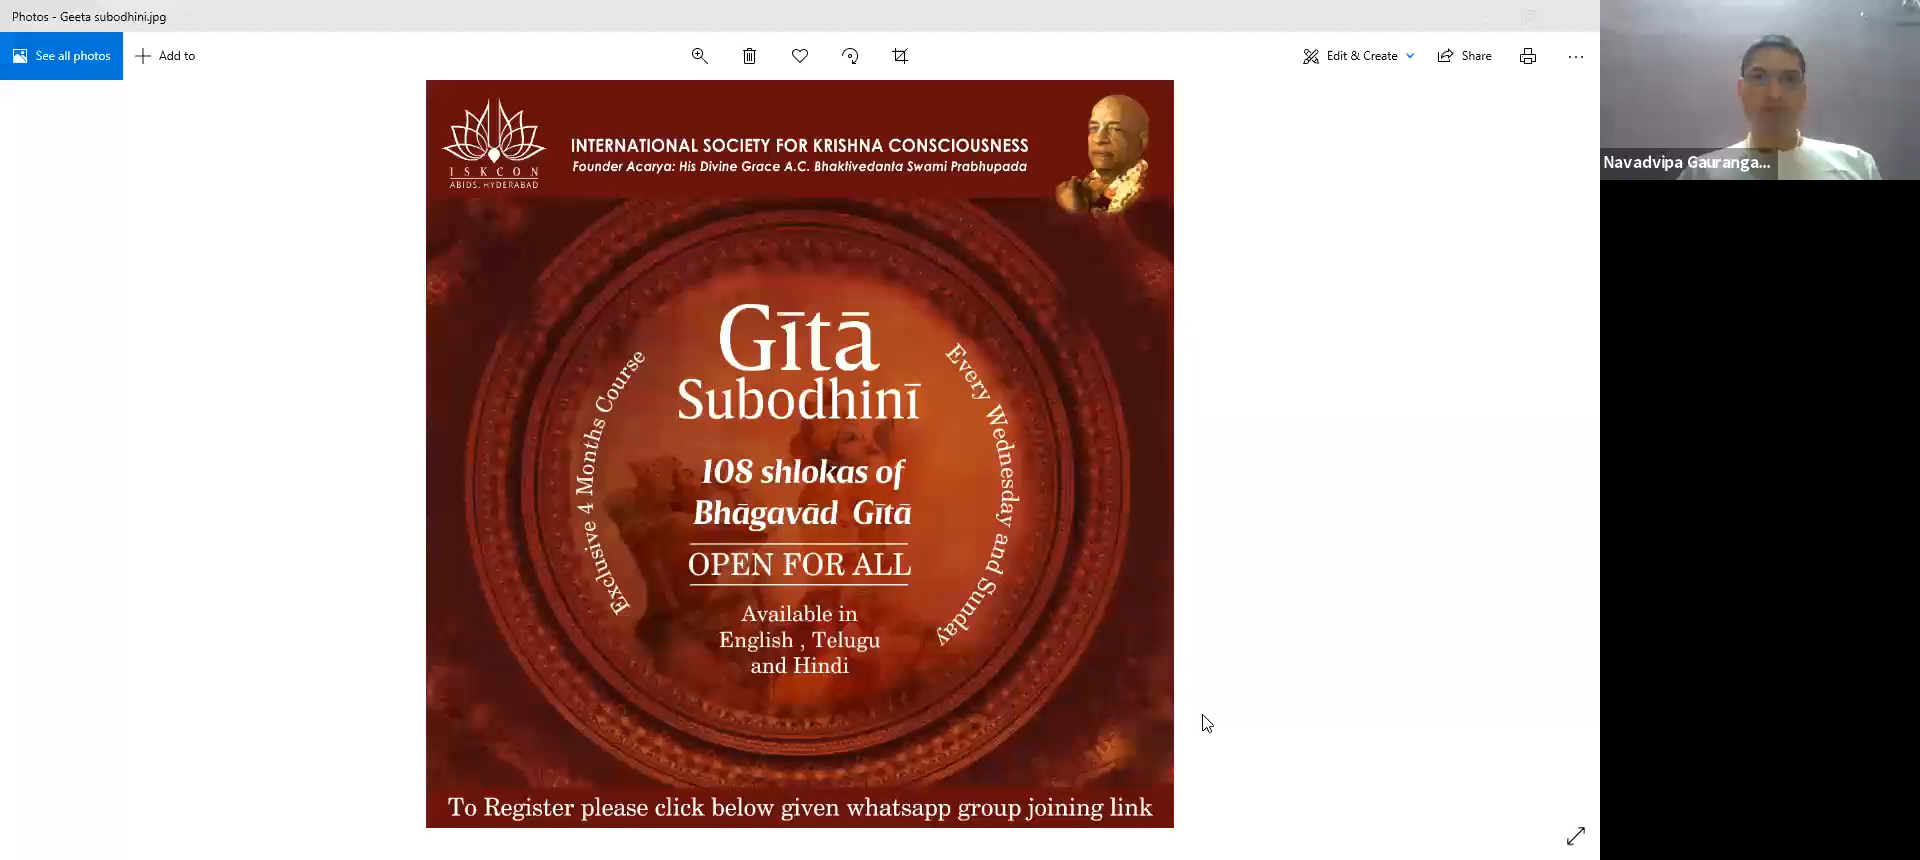 Photos - Geeta subodhini.jpg
See all photos
Add to
Edit & Create
Share
Navadvipa Gauranga...
ISKCON
ABIDS, HYDERABAD
INTERNATIONAL SOCIETY FOR KRISHNA CONSCIOUSNESS
Founder Acarya: His Divine Grace A.C. Bhaktivedanta Swami Prabhupada
Gītā
Subodhinī
Exclusive 4 Months Course
Every Wednesday and Sunday
108 shlokas of
Bhāgavād Gītā
OPEN FOR ALL
Available in
English , Telugu
and Hindi
To Register please click below given whatsapp group joining link